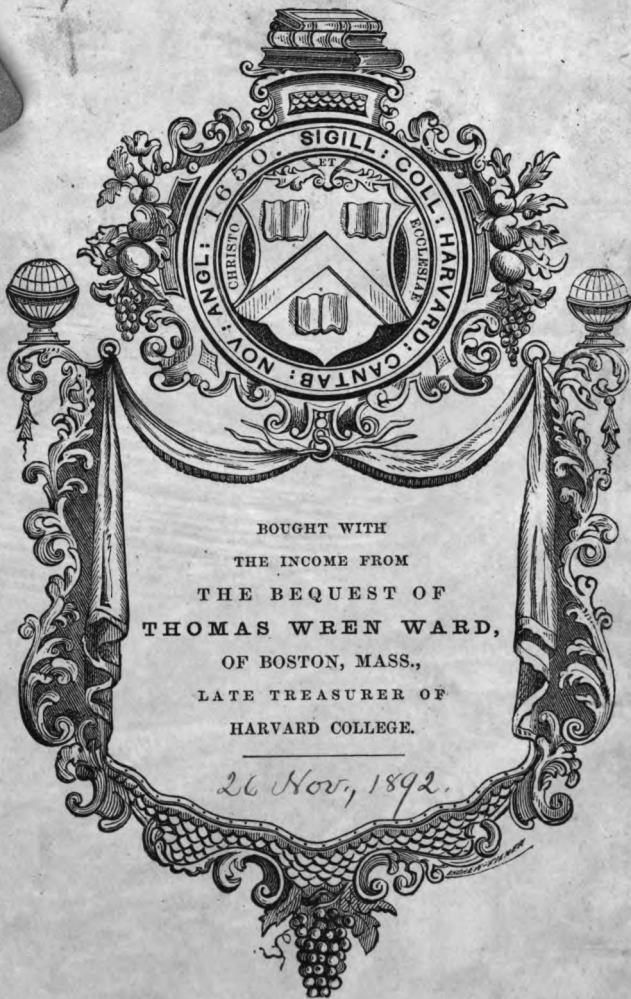 SIGILL: COLL: HARVARD: CANTAB: NOV: ANGL: 1650.
CHRISTO ET ECCLESIAE
BOUGHT WITH
THE INCOME FROM
THE BEQUEST OF
THOMAS WREN WARD,
OF BOSTON, MASS.,
LATE TREASURER OF
HARVARD COLLEGE.
26 Nov., 1892.